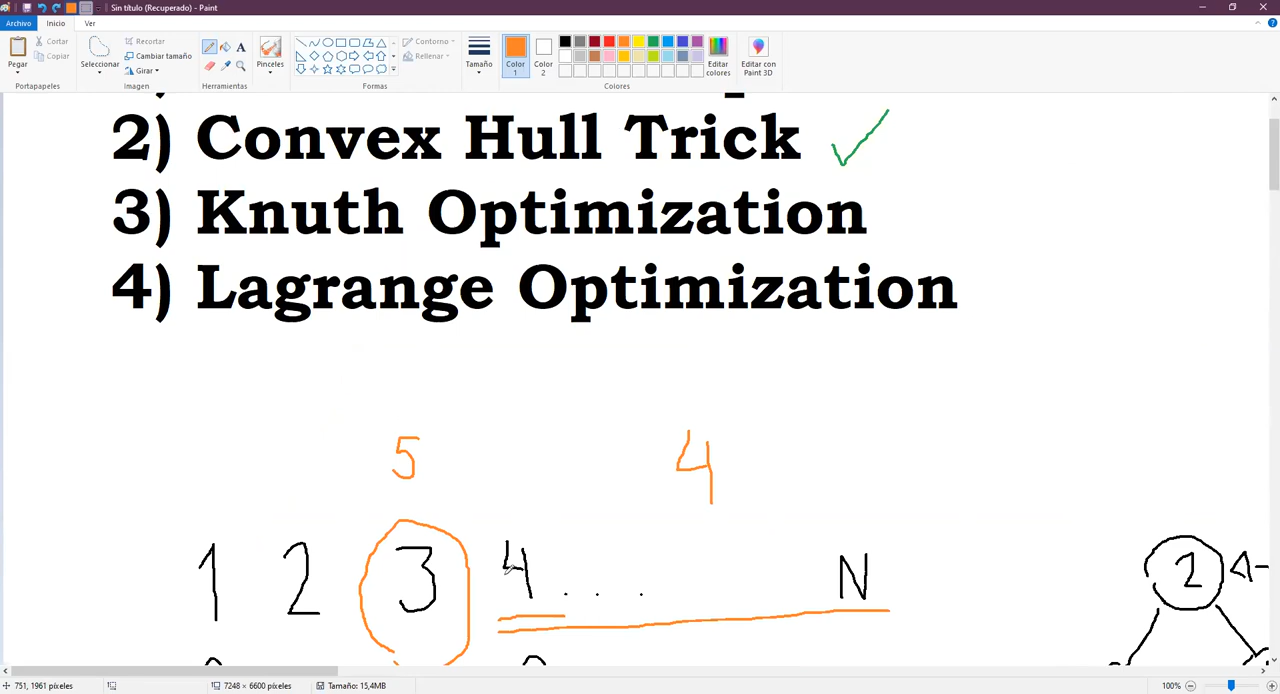 Sin título (Recuperado) - Paint
Archivo Inicio Ver
Pegar
Cortar
Copiar
Portapapeles
Seleccionar
Recortar
Cambiar tamaño
Girar
Imagen
A
Herramientas
Pinceles
Contorno
Rellenar
Formas
Tamaño
Color 1
Color 2
Editar colores
Colores
Editar con Paint 3D
2) Convex Hull Trick
3) Knuth Optimization
4) Lagrange Optimization
5 4
1 2 3 4 . . . N
2
751, 1961 píxeles
7248 × 6600 píxeles
Tamaño: 15,4MB
100%